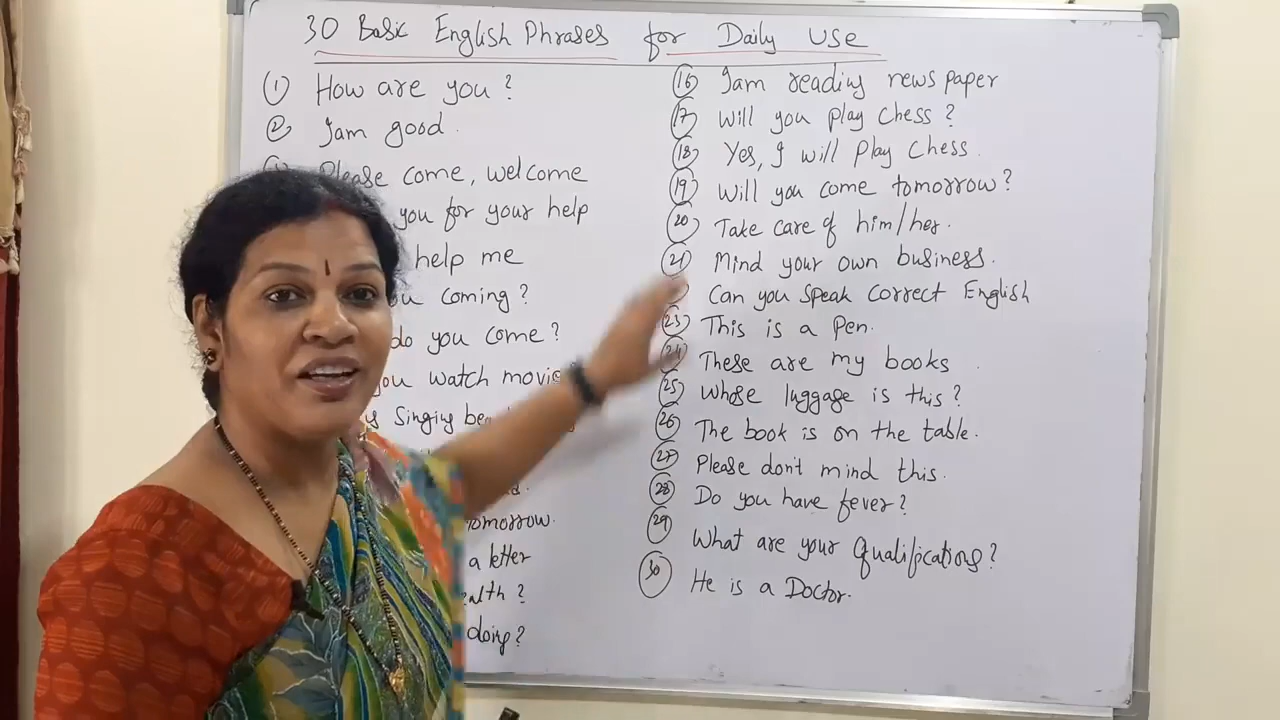 30 Basic English Phrases for Daily Use
① How are you?
② I am good.
Please come, welcome
you for your help
help me
coming?
do you come?
you watch
Singing
tomorrow.
a letter
doing?
⑯ I am reading news paper
⑰ Will you play Chess?
⑱ Yes, I will play Chess.
⑲ Will you come tomorrow?
⑳ Take care of him/her.
㉑ Mind your own business.
Can you speak correct English
㉓ This is a Pen.
㉔ These are my books
㉕ Whose luggage is this?
㉖ The book is on the table.
㉗ Please don't mind this.
㉘ Do you have fever?
㉙ What are your Qualifications?
㉚ He is a Doctor.